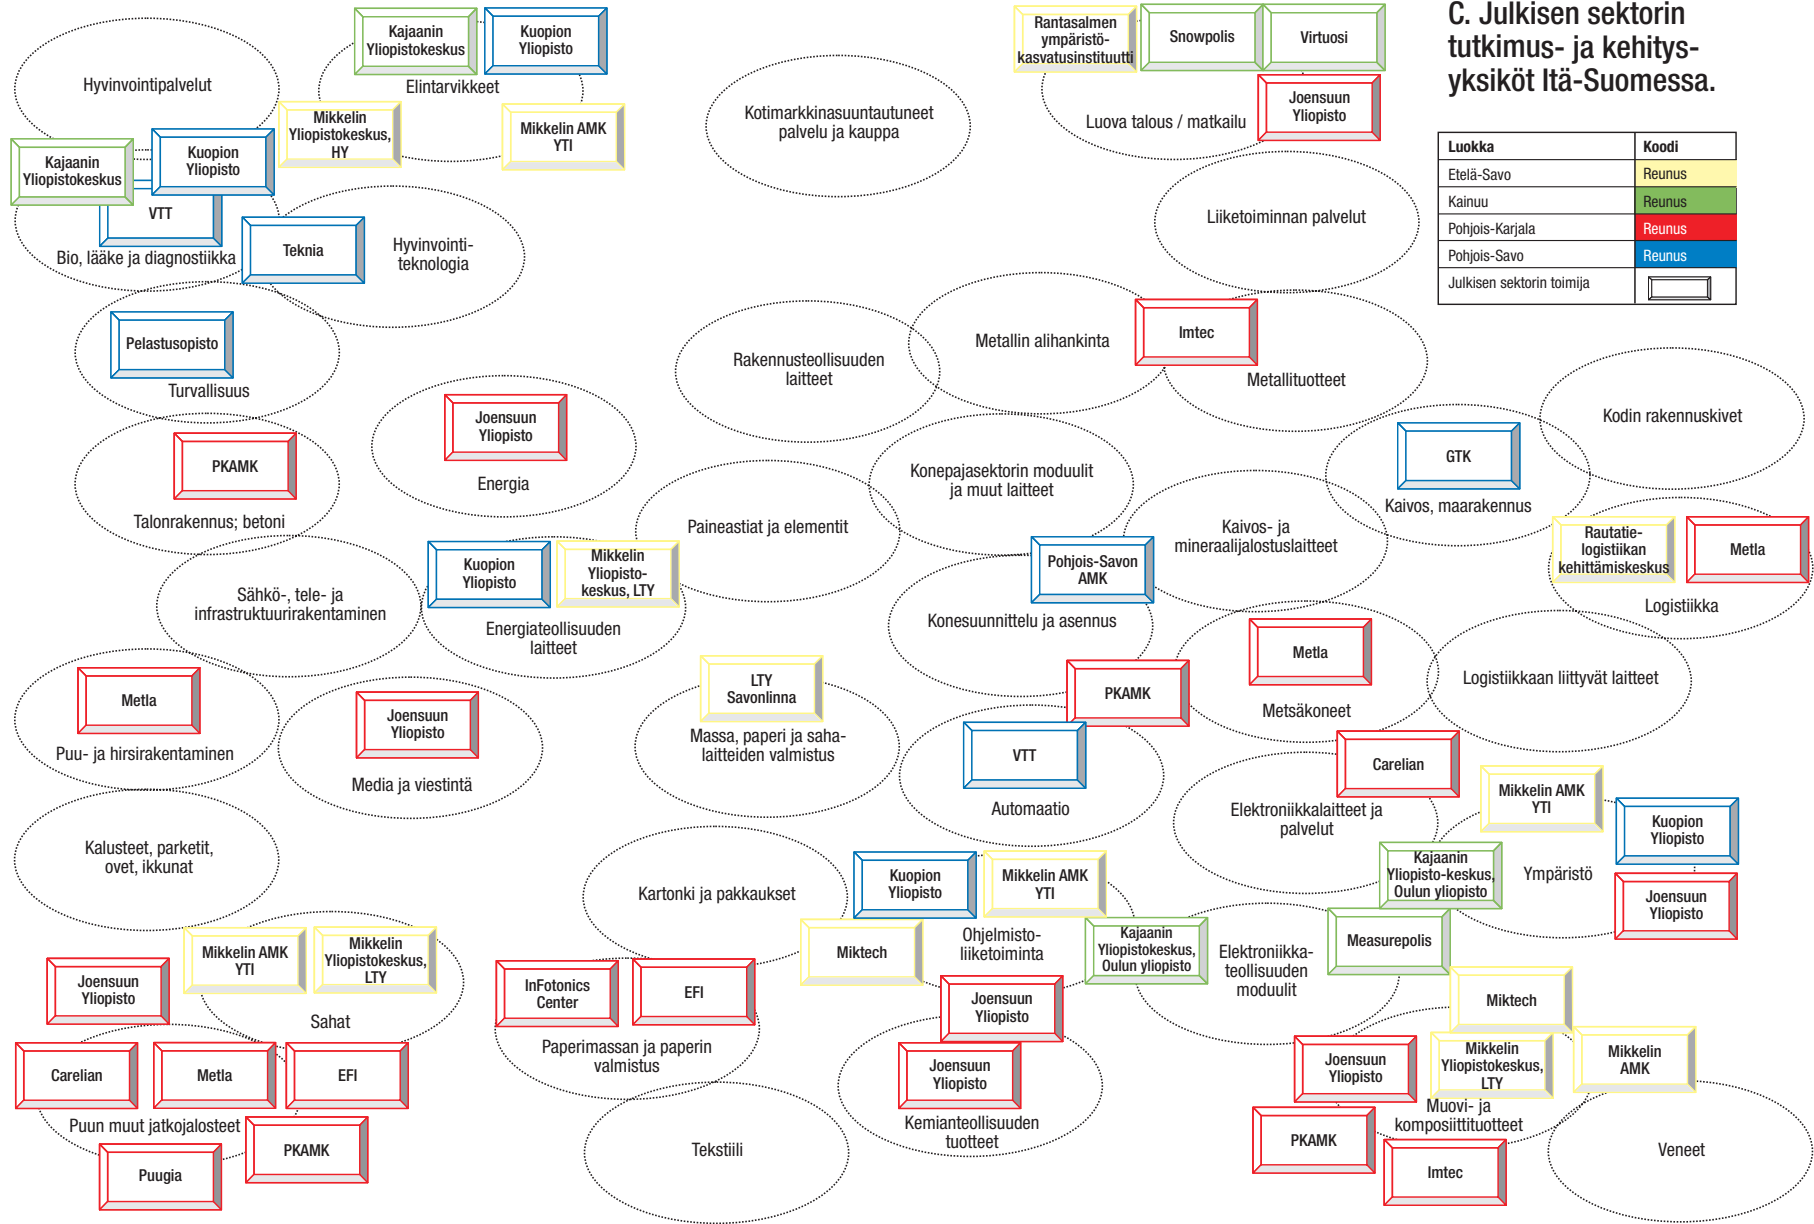 C. Julkisen sektorin
tutkimus- ja kehitys-
yksiköt Itä-Suomessa.
Luokka
Koodi
Etelä-Savo
Reunus
Kainuu
Reunus
Pohjois-Karjala
Reunus
Pohjois-Savo
Reunus
Julkisen sektorin toimija
Hyvinvointipalvelut
Kajaanin
Yliopistokeskus
Kuopion
Yliopisto
Elintarvikkeet
Mikkelin
Yliopistokeskus,
HY
Mikkelin AMK
YTI
Kajaanin
Yliopistokeskus
Kuopion
Yliopisto
VTT
Bio, lääke ja diagnostiikka
Teknia
Hyvinvointi-
teknologia
Pelastusopisto
Turvallisuus
Kotimarkkinasuuntautuneet
palvelu ja kauppa
Rantasalmen
ympäristö-
kasvatusinstituutti
Snowpolis
Virtuosi
Joensuun
Yliopisto
Luova talous / matkailu
Liiketoiminnan palvelut
Rakennusteollisuuden
laitteet
Metallin alihankinta
Imtec
Metallituotteet
Kodin rakennuskivet
PKAMK
Talonrakennus; betoni
Joensuun
Yliopisto
Energia
Konepajasektorin moduulit
ja muut laitteet
GTK
Kaivos, maarakennus
Paineastiat ja elementit
Kaivos- ja
mineraalijalostuslaitteet
Rautatie-
logistiikan
kehittämiskeskus
Metla
Logistiikka
Sähkö-, tele- ja
infrastruktuurirakentaminen
Kuopion
Yliopisto
Mikkelin
Yliopisto-
keskus, LTY
Energiateollisuuden
laitteet
Pohjois-Savon
AMK
Konesuunnittelu ja asennus
Metla
Metsäkoneet
Logistiikkaan liittyvät laitteet
Metla
Puu- ja hirsirakentaminen
Joensuun
Yliopisto
Media ja viestintä
LTY
Savonlinna
Massa, paperi ja saha-
laitteiden valmistus
PKAMK
VTT
Automaatio
Carelian
Elektroniikkalaitteet ja
palvelut
Mikkelin AMK
YTI
Kuopion
Yliopisto
Kajaanin
Yliopisto-keskus,
Oulun yliopisto
Ympäristö
Joensuun
Yliopisto
Kalusteet, parketit,
ovet, ikkunat
Kartonki ja pakkaukset
Kuopion
Yliopisto
Mikkelin AMK
YTI
Miktech
Ohjelmisto-
liiketoiminta
Kajaanin
Yliopistokeskus,
Oulun yliopisto
Elektroniikka-
teollisuuden
moduulit
Measurepolis
Mikkelin AMK
YTI
Mikkelin
Yliopistokeskus,
LTY
Sahat
Joensuun
Yliopisto
InFotonics
Center
EFI
Paperimassan ja paperin
valmistus
Joensuun
Yliopisto
Joensuun
Yliopisto
Kemianteollisuuden
tuotteet
Miktech
Joensuun
Yliopisto
Mikkelin
Yliopistokeskus,
LTY
Mikkelin
AMK
Muovi- ja
komposiittituotteet
PKAMK
Imtec
Veneet
Carelian
Metla
EFI
Puun muut jatkojalosteet
PKAMK
Puugia
Tekstiili